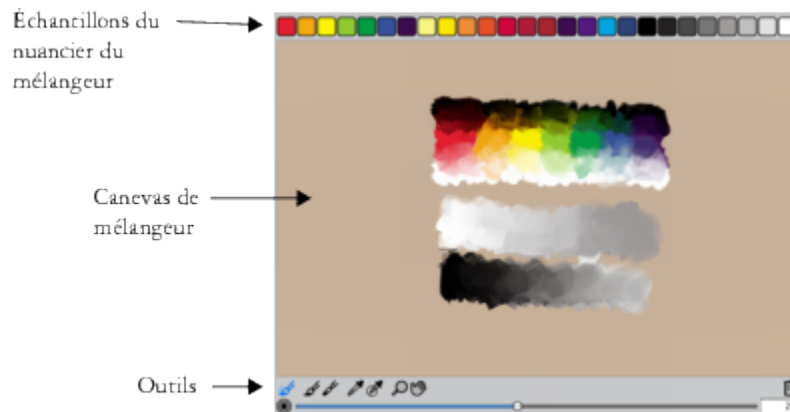 Échantillons du
nuancier du
mélangeur
Canevas de
mélangeur
Outils